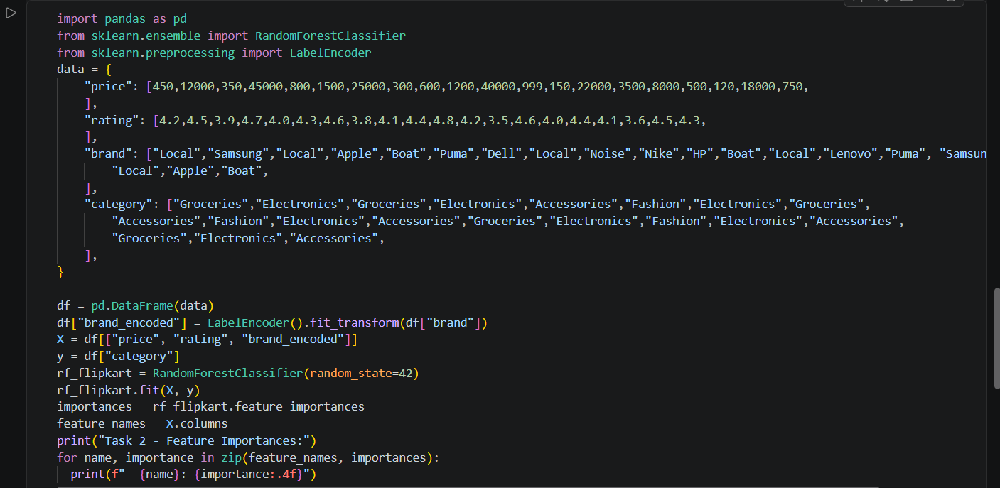 import pandas as pd
from sklearn.ensemble import RandomForestClassifier
from sklearn.preprocessing import LabelEncoder
data = {
    "price": [450,12000,350,45000,800,1500,25000,300,600,1200,40000,999,150,22000,3500,8000,500,120,18000,750,
    ],
    "rating": [4.2,4.5,3.9,4.7,4.0,4.3,4.6,3.8,4.1,4.4,4.8,4.2,3.5,4.6,4.0,4.4,4.1,3.6,4.5,4.3,
    ],
    "brand": ["Local","Samsung","Local","Apple","Boat","Puma","Dell","Local","Noise","Nike","HP","Boat","Local","Lenovo","Puma", "Samsun
        "Local","Apple","Boat",
    ],
    "category": ["Groceries","Electronics","Groceries","Electronics","Accessories","Fashion","Electronics","Groceries",
        "Accessories","Fashion","Electronics","Accessories","Groceries","Electronics","Fashion","Electronics","Accessories",
        "Groceries","Electronics","Accessories",
    ],
}

df = pd.DataFrame(data)
df["brand_encoded"] = LabelEncoder().fit_transform(df["brand"])
X = df[["price", "rating", "brand_encoded"]]
y = df["category"]
rf_flipkart = RandomForestClassifier(random_state=42)
rf_flipkart.fit(X, y)
importances = rf_flipkart.feature_importances_
feature_names = X.columns
print("Task 2 - Feature Importances:")
for name, importance in zip(feature_names, importances):
  print(f"- {name}: {importance:.4f}")